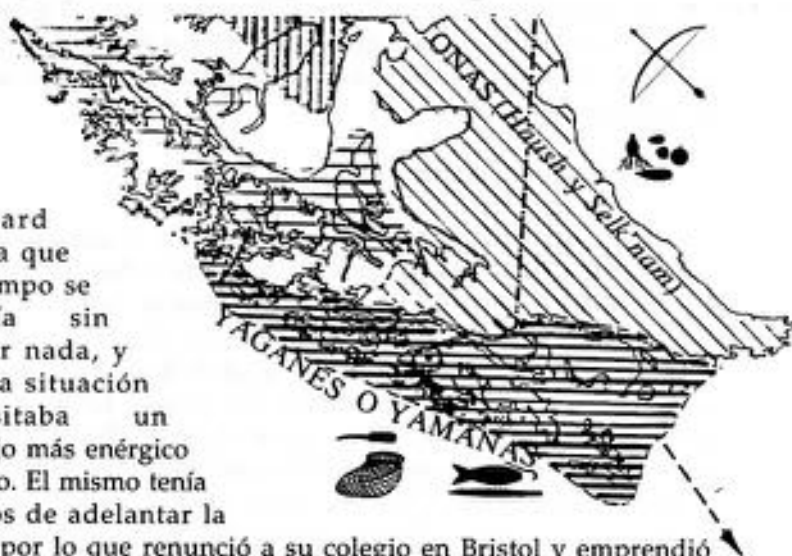 ONAS (Haush y Selk'nam)
YAGANES O YAMANAS
ard
a que
mpo se
a sin
r nada, y
a situación
sitaba un
o más enérgico
o. El mismo tenía
os de adelantar la
por lo que renunció a su colegio en Bristol y emprendió